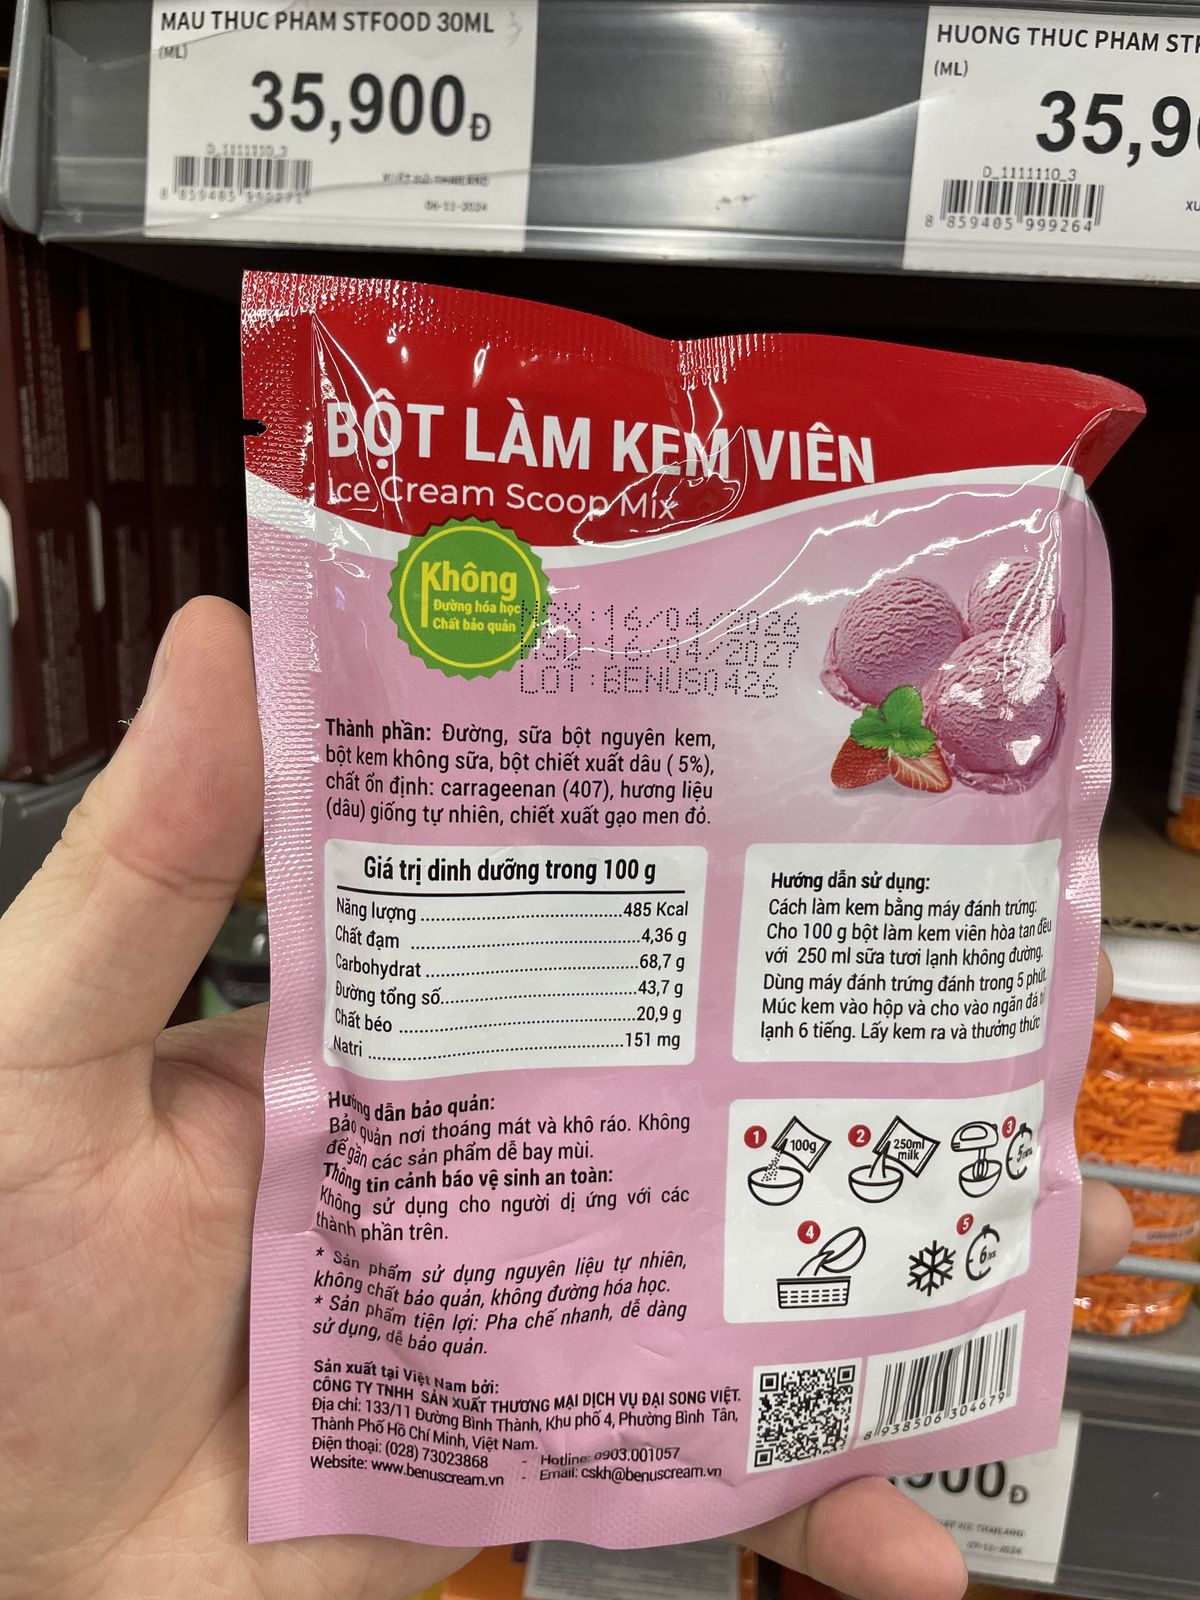 MAU THUC PHAM STFOOD 30ML
(ML)
35,900Đ
D_1111110_3
8 859405 999271
06-11-2024
HUONG THUC PHAM
(ML)
35,9
D_1111110_3
8 859405 999264
BỘT LÀM KEM VIÊN
Ice Cream Scoop Mix
Không
Đường hóa học
Chất bảo quản
NSX:16/04/2026
HSD:16/04/2027
LOT:BENUS0426
Thành phần: Đường, sữa bột nguyên kem,
bột kem không sữa, bột chiết xuất dâu ( 5%),
chất ổn định: carrageenan (407), hương liệu
(dâu) giống tự nhiên, chiết xuất gạo men đỏ.
Giá trị dinh dưỡng trong 100 g
Năng lượng ........ 485 Kcal
Chất đạm ........ 4,36 g
Carbohydrat ........ 68,7 g
Đường tổng số ........ 43,7 g
Chất béo ........ 20,9 g
Natri ........ 151 mg
Hướng dẫn sử dụng:
Cách làm kem bằng máy đánh trứng:
Cho 100 g bột làm kem viên hòa tan đều
với 250 ml sữa tươi lạnh không đường.
Dùng máy đánh trứng đánh trong 5 phút.
Múc kem vào hộp và cho vào ngăn đá
lạnh 6 tiếng. Lấy kem ra và thưởng thức
Hướng dẫn bảo quản:
Bảo quản nơi thoáng mát và khô ráo. Không
để gần các sản phẩm dễ bay mùi.
Thông tin cảnh báo vệ sinh an toàn:
Không sử dụng cho người dị ứng với các
thành phần trên.
* Sản phẩm sử dụng nguyên liệu tự nhiên,
không chất bảo quản, không đường hóa học.
* Sản phẩm tiện lợi: Pha chế nhanh, dễ dàng
sử dụng, dễ bảo quản.
1 100g
2 250ml milk
3 5
4
5 6 hrs
Sản xuất tại Việt Nam bởi:
CÔNG TY TNHH SẢN XUẤT THƯƠNG MẠI DỊCH VỤ ĐẠI SONG VIỆT.
Địa chỉ: 133/11 Đường Bình Thành, Khu phố 4, Phường Bình Tân,
Thành Phố Hồ Chí Minh, Việt Nam.
Điện thoại: (028) 73023868 - Hotline: 0903.001057
Website: www.benuscream.vn - Email: cskh@benuscream.vn
8 938506 304679
Đ